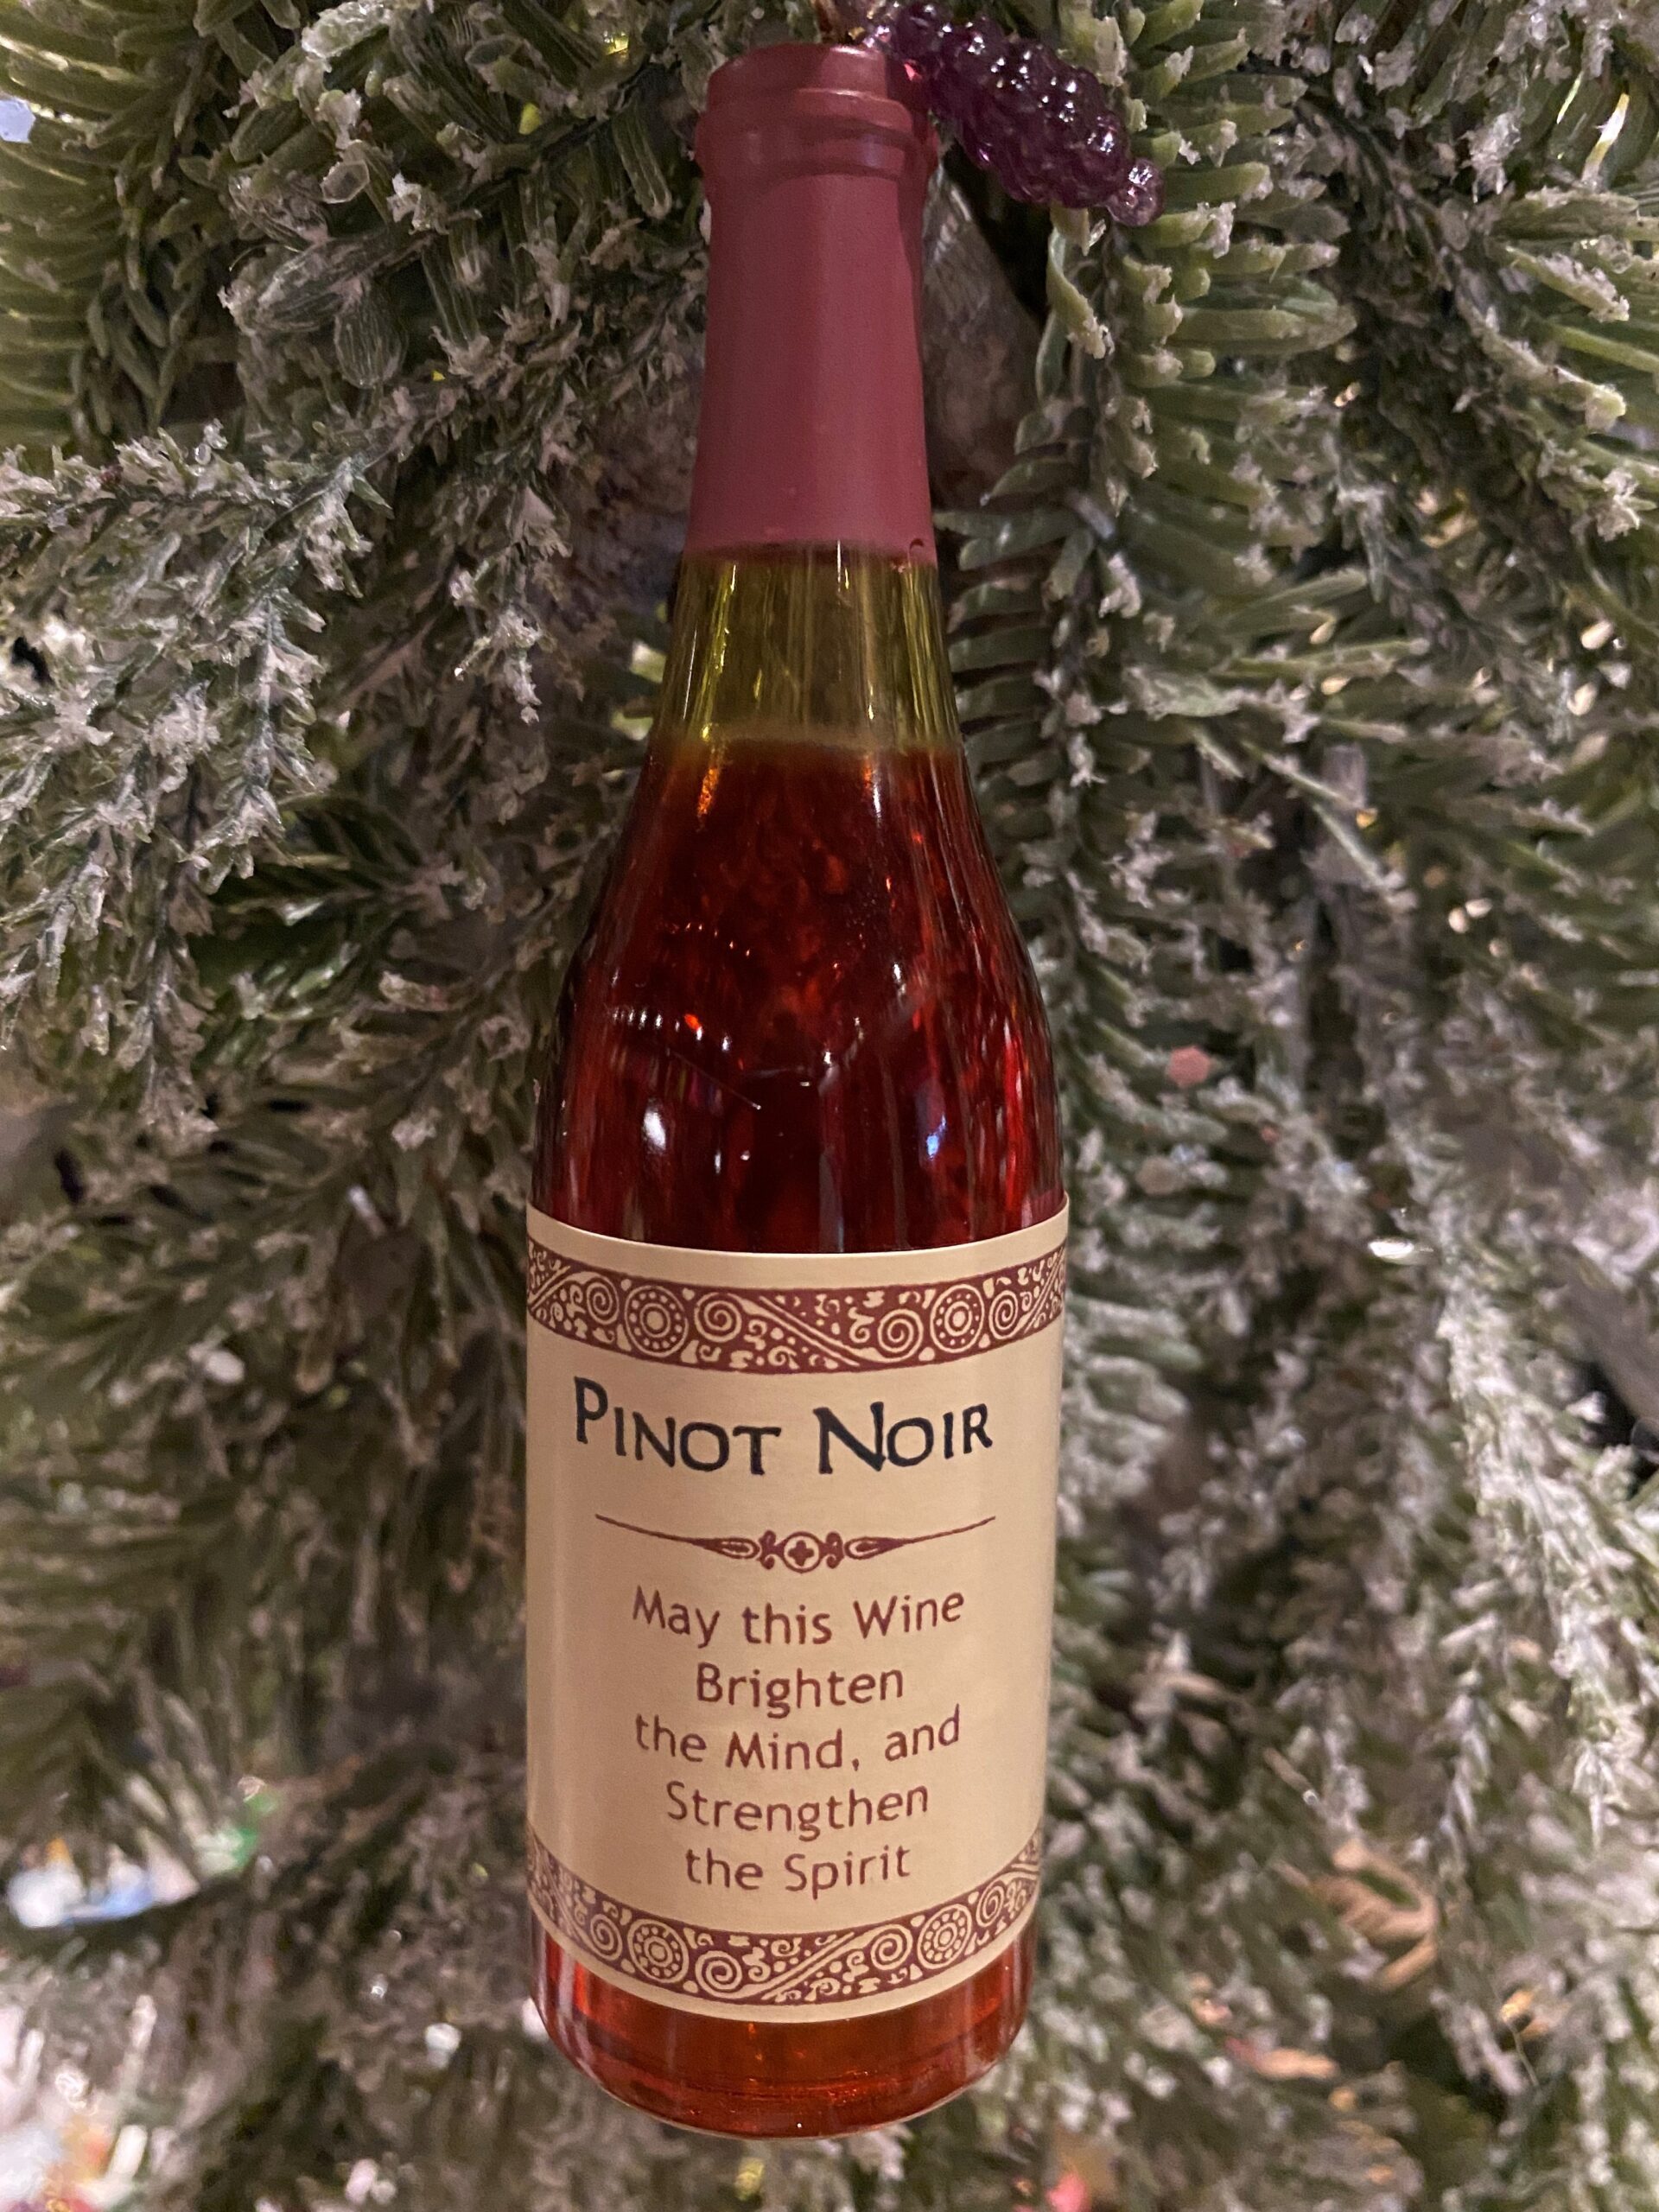 PINOT NOIR
May this Wine
Brighten
the Mind, and
Strengthen
the Spirit